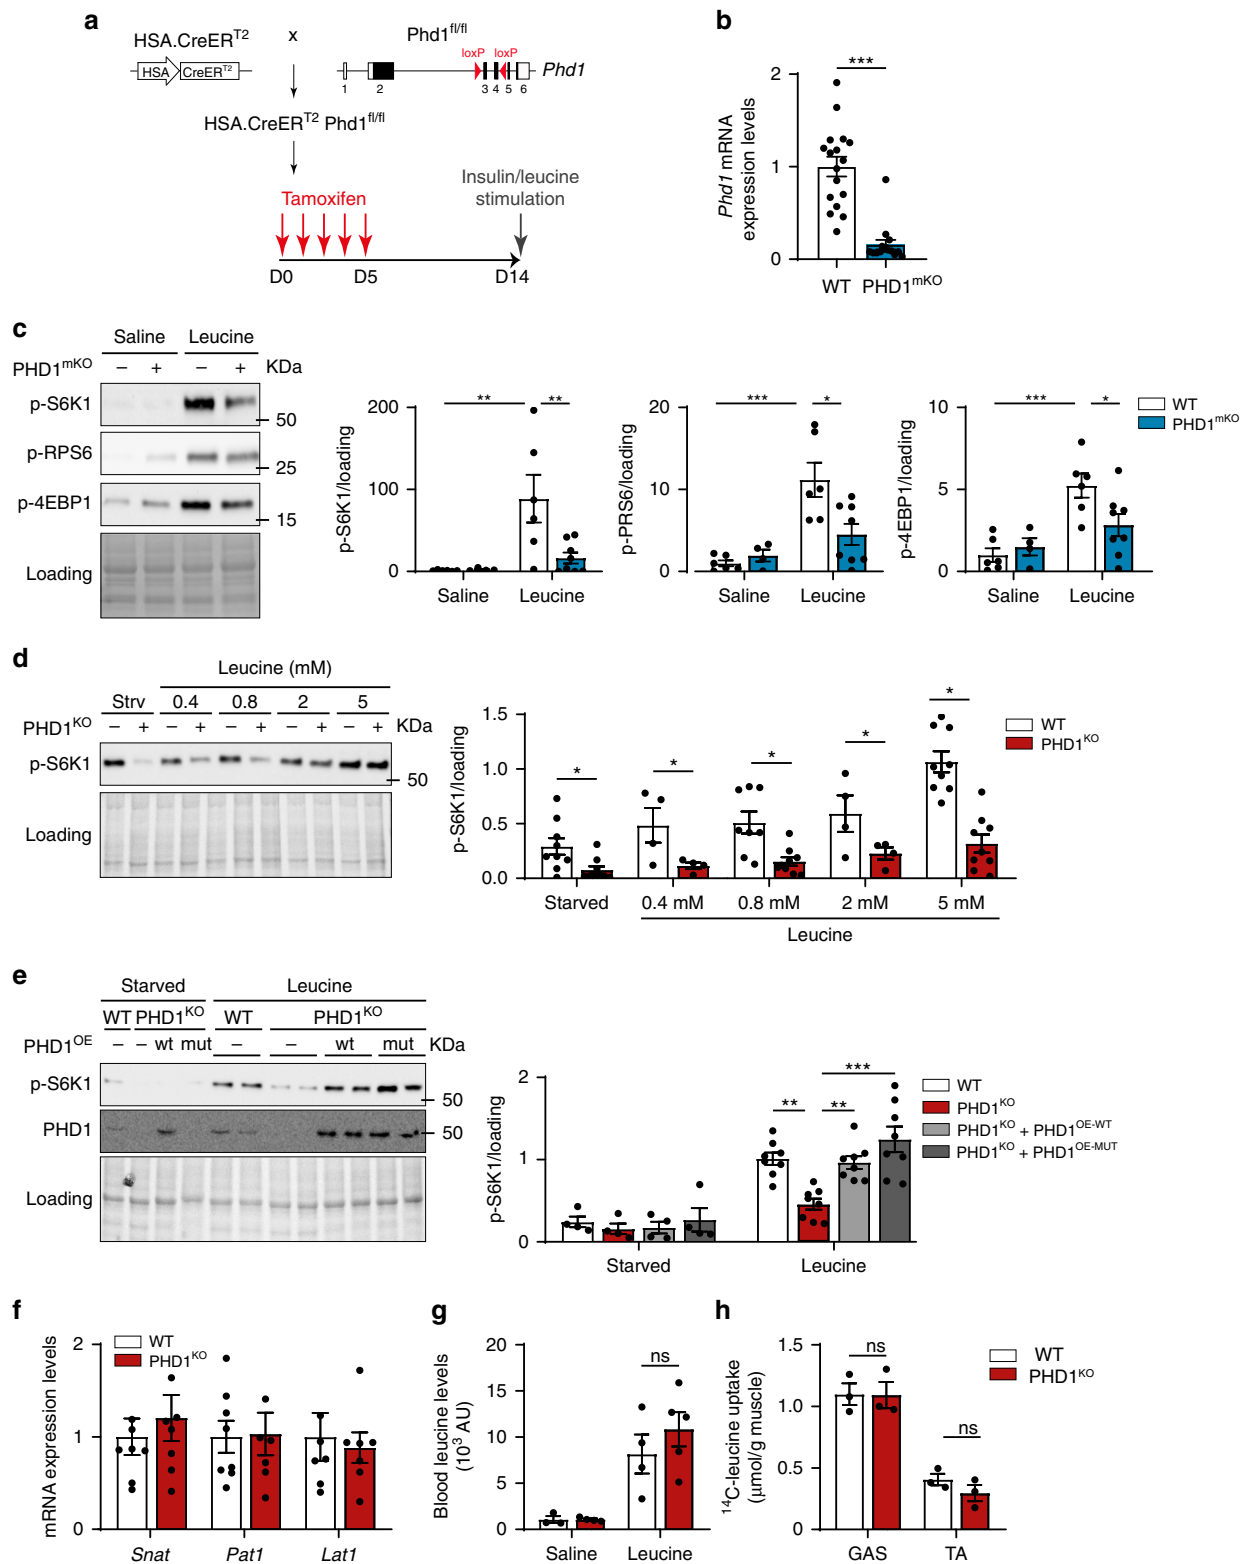 a
HSA.CreER^T2 x Phd1^fl/fl
loxP loxP
HSA CreER^T2 Phd1
1 2 3 4 5 6
HSA.CreER^T2 Phd1^fl/fl
Tamoxifen
Insulin/leucine
stimulation
D0 D5 D14
b
Phd1 mRNA
expression levels
2
1
0
***
WT PHD1^mKO
c
Saline Leucine
PHD1^mKO – + – + KDa
p-S6K1
50
p-RPS6
25
p-4EBP1
15
Loading
p-S6K1/loading
200
100
0
** **
Saline Leucine
p-PRS6/loading
20
10
0
*** *
Saline Leucine
p-4EBP1/loading
10
5
0
*** *
Saline Leucine
WT
PHD1^mKO
d
Leucine (mM)
Strv 0.4 0.8 2 5
PHD1^KO – + – + – + – + – + KDa
p-S6K1
50
Loading
p-S6K1/loading
1.5
1.0
0.5
0.0
* * * * *
Starved 0.4 mM 0.8 mM 2 mM 5 mM
Leucine
WT
PHD1^KO
e
Starved Leucine
WT PHD1^KO WT PHD1^KO
PHD1^OE – – wt mut – – wt mut KDa
p-S6K1
50
PHD1
50
Loading
p-S6K1/loading
2
1
0
***
** **
Starved Leucine
WT
PHD1^KO
PHD1^KO + PHD1^OE-WT
PHD1^KO + PHD1^OE-MUT
f
mRNA expression levels
2
1
0
WT
PHD1^KO
Snat Pat1 Lat1
g
Blood leucine levels
(10^3 AU)
20
15
10
5
0
ns
Saline Leucine
h
^14C-leucine uptake
(μmol/g muscle)
1.5
1.0
0.5
0
ns
ns
GAS TA
WT
PHD1^KO